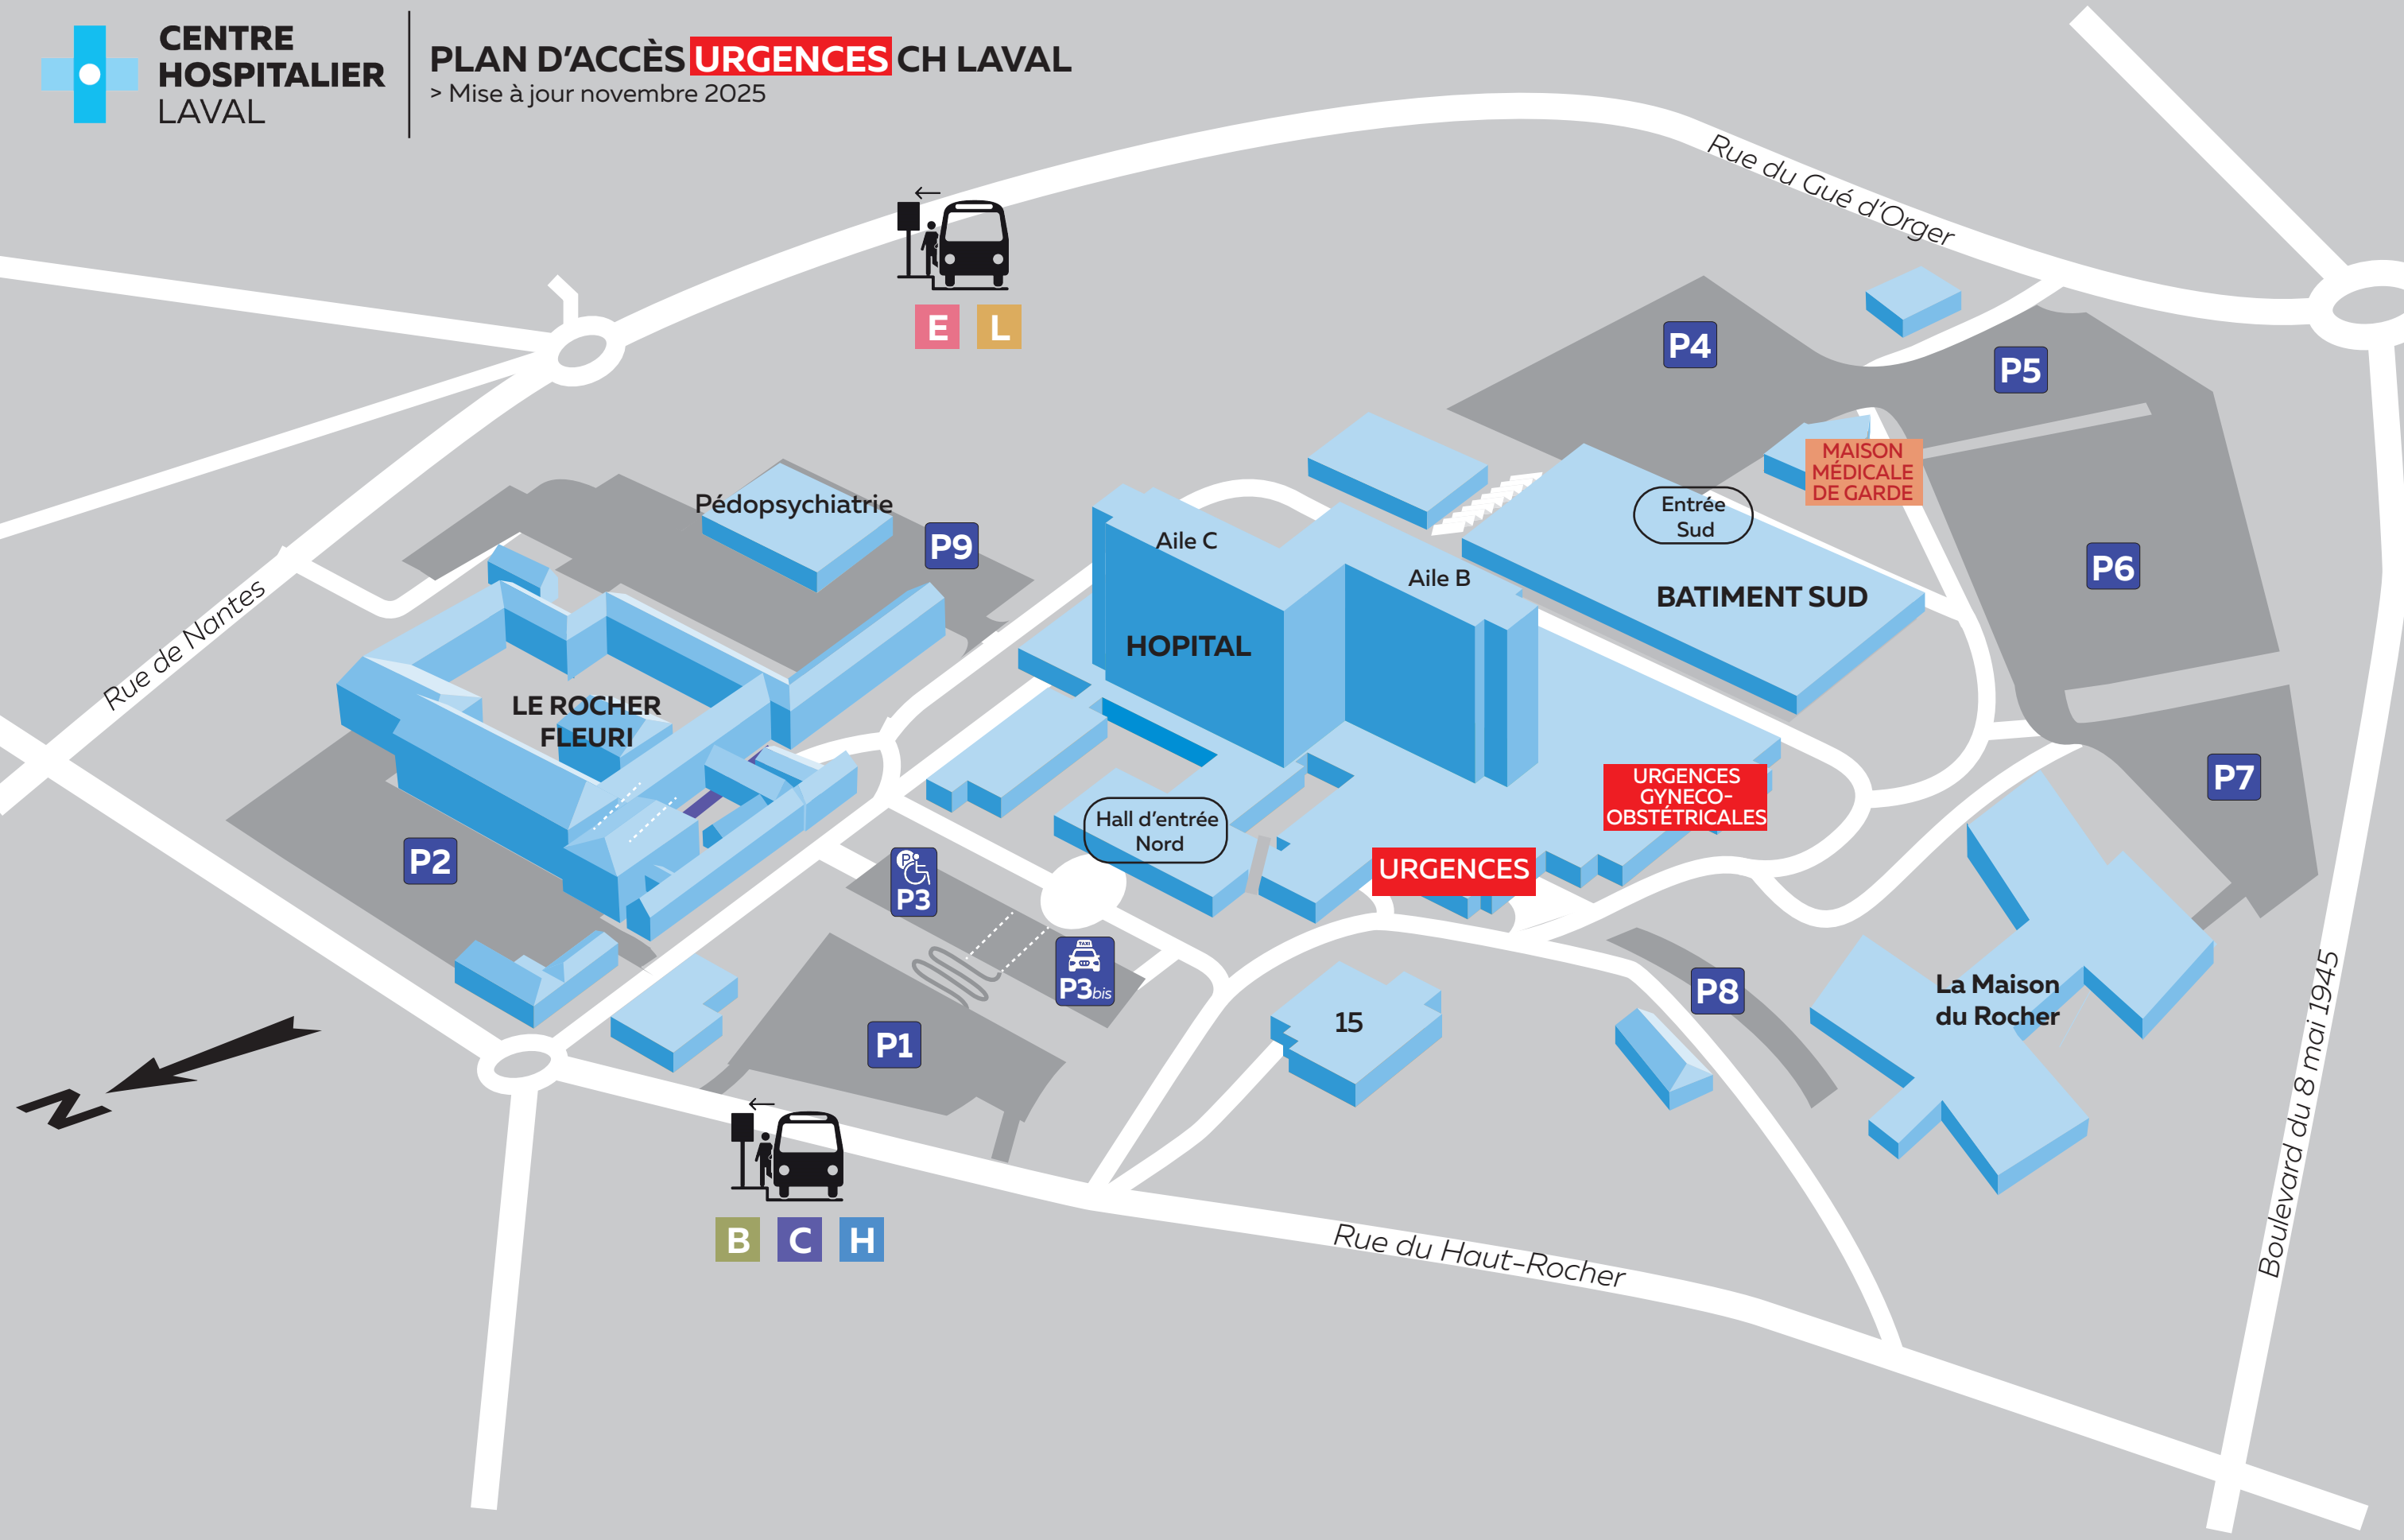 CENTRE
HOSPITALIER
LAVAL
PLAN D'ACCÈS URGENCES CH LAVAL
> Mise à jour novembre 2025
Rue du Gué d'Orger
E L
P4
P5
MAISON
MÉDICALE
DE GARDE
Pédopsychiatrie
Entrée
Sud
P9
Aile C
P6
Aile B
BATIMENT SUD
Rue de Nantes
HOPITAL
LE ROCHER
FLEURI
P7
URGENCES
GYNECO-
OBSTÉTRICALES
Hall d'entrée
Nord
P2
URGENCES
P
P3
TAXI
P3bis
P8
La Maison
du Rocher
15
P1
N
Boulevard du 8 mai 1945
B C H
Rue du Haut-Rocher